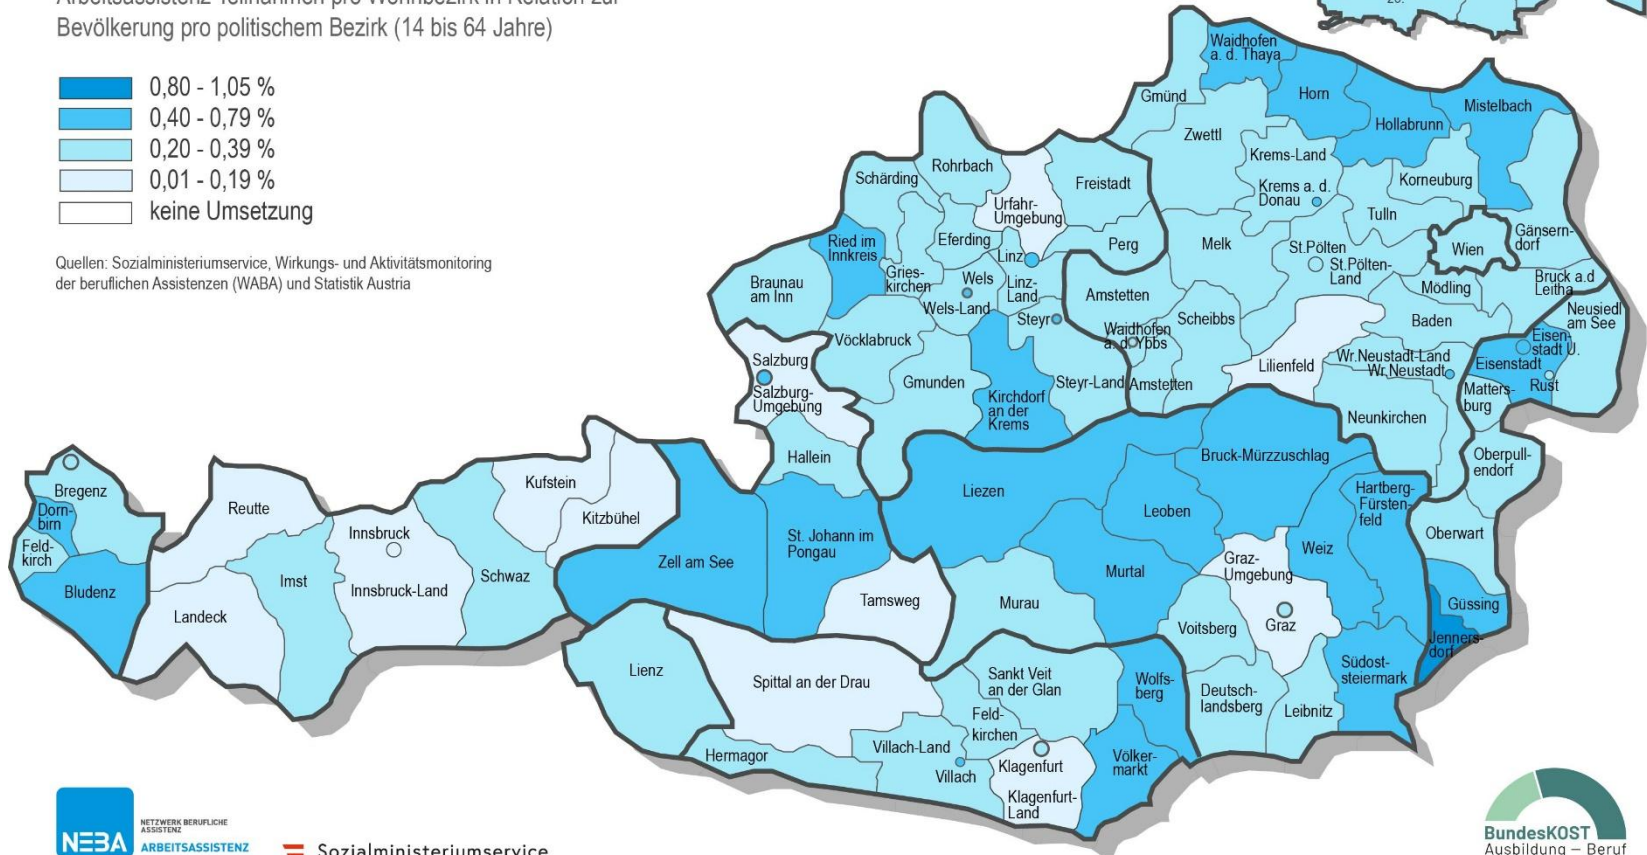 Arbeitsassistenz-Teilnahmen pro Wohnbezirk in Relation zur
Bevölkerung pro politischem Bezirk (14 bis 64 Jahre)
0,80 - 1,05 %
0,40 - 0,79 %
0,20 - 0,39 %
0,01 - 0,19 %
keine Umsetzung
Quellen: Sozialministeriumservice, Wirkungs- und Aktivitätsmonitoring
der beruflichen Assistenzen (WABA) und Statistik Austria
23.
Waidhofen
a. d. Thaya
Gmünd
Horn
Mistelbach
Hollabrunn
Zwettl
Krems-Land
Korneuburg
Krems a. d.
Donau
Tulln
Rohrbach
Schärding
Freistadt
Urfahr-
Umgebung
Perg
Ried im
Innkreis
Eferding
Linz
Gries-
kirchen
Wels
Linz-
Land
Wels-Land
Steyr
Braunau
am Inn
Vöcklabruck
Gmunden
Kirchdorf
an der
Krems
Steyr-Land
Melk
St.Pölten
St.Pölten-
Land
Wien
Gänsern-
dorf
Mödling
Bruck a.d
Leitha
Neusiedl
am See
Amstetten
Scheibbs
Waidhofen
a. d. Ybbs
Amstetten
Lilienfeld
Baden
Wr.Neustadt-Land
Wr.Neustadt
Neunkirchen
Eisen-
stadt U.
Eisenstadt
Rust
Matters-
burg
Oberpull-
endorf
Oberwart
Güssing
Jenners-
dorf
Salzburg
Salzburg-
Umgebung
Hallein
St. Johann im
Pongau
Zell am See
Tamsweg
Bregenz
Dorn-
birn
Feld-
kirch
Bludenz
Reutte
Landeck
Imst
Innsbruck
Innsbruck-Land
Schwaz
Kufstein
Kitzbühel
Lienz
Liezen
Bruck-Mürzzuschlag
Leoben
Hartberg-
Fürsten-
feld
Weiz
Graz-
Umgebung
Graz
Murtal
Murau
Voitsberg
Deutsch-
landsberg
Leibnitz
Südost-
steiermark
Spittal an der Drau
Sankt Veit
an der Glan
Wolfs-
berg
Feld-
kirchen
Hermagor
Villach-Land
Villach
Klagenfurt
Klagenfurt-
Land
Völker-
markt
NEBA
NETZWERK BERUFLICHE
ASSISTENZ
ARBEITSASSISTENZ
Sozialministeriumservice
BundesKOST
Ausbildung – Beruf